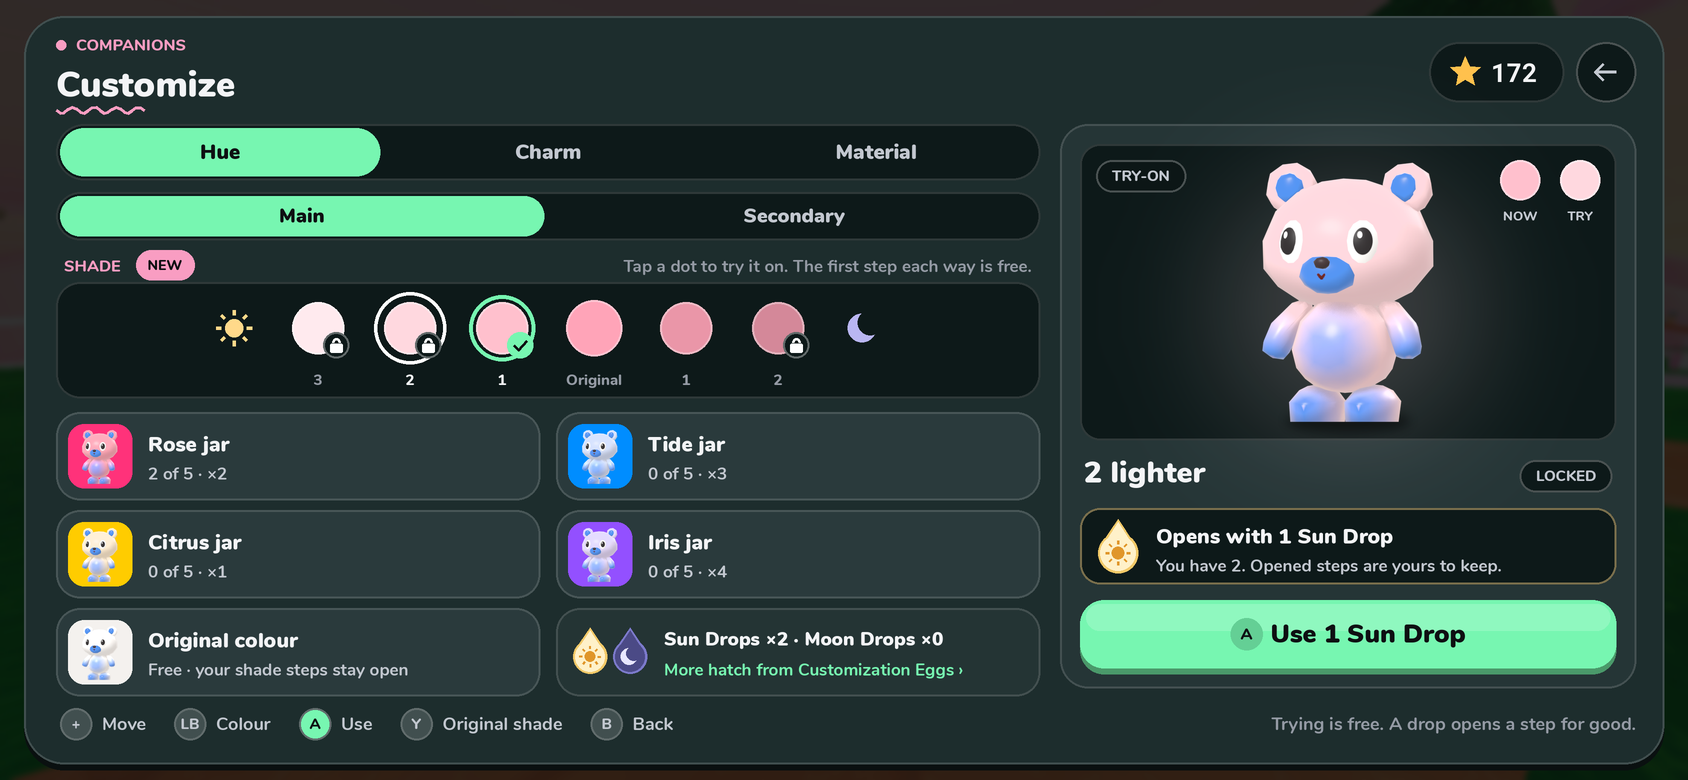 COMPANIONS
Customize
172
Hue
Charm
Material
Main
Secondary
SHADE
NEW
Tap a dot to try it on. The first step each way is free.
3
2
1
Original
1
2
Rose jar
2 of 5 · ×2
Tide jar
0 of 5 · ×3
Citrus jar
0 of 5 · ×1
Iris jar
0 of 5 · ×4
Original colour
Free · your shade steps stay open
Sun Drops ×2 · Moon Drops ×0
More hatch from Customization Eggs ›
TRY-ON
NOW
TRY
2 lighter
LOCKED
Opens with 1 Sun Drop
You have 2. Opened steps are yours to keep.
A Use 1 Sun Drop
+ Move
LB Colour
A Use
Y Original shade
B Back
Trying is free. A drop opens a step for good.